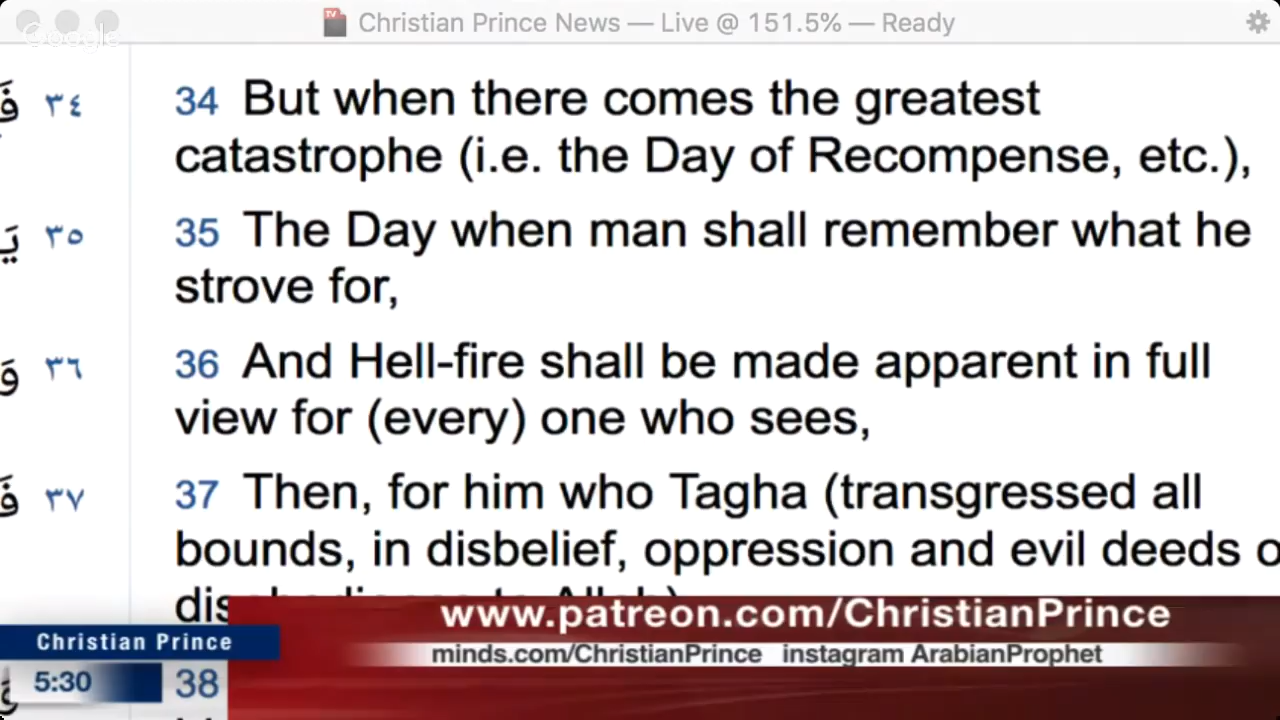 Christian Prince News — Live @ 151.5% — Ready
Google
٣٤ 34 But when there comes the greatest
catastrophe (i.e. the Day of Recompense, etc.),
٣٥ 35 The Day when man shall remember what he
strove for,
٣٦ 36 And Hell-fire shall be made apparent in full
view for (every) one who sees,
٣٧ 37 Then, for him who Tagha (transgressed all
bounds, in disbelief, oppression and evil deeds o
www.patreon.com/ChristianPrince
Christian Prince
minds.com/ChristianPrince instagram ArabianProphet
5:30
38